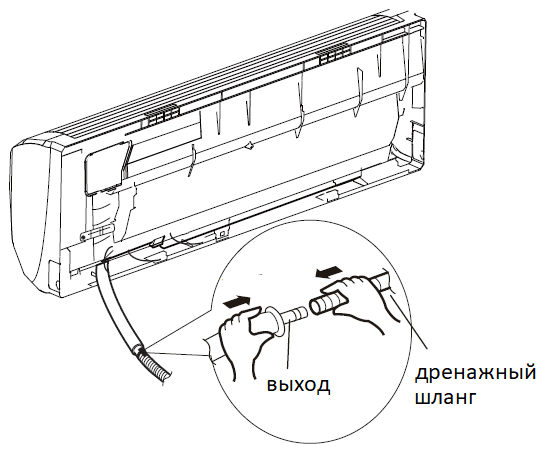 выход
дренажный
шланг